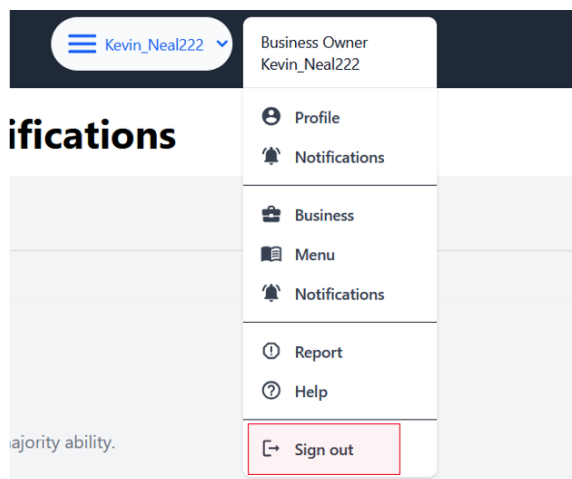 Kevin_Neal222
Business Owner
Kevin_Neal222
ifications
Profile
Notifications
Business
Menu
Notifications
Report
Help
ajority ability.
Sign out